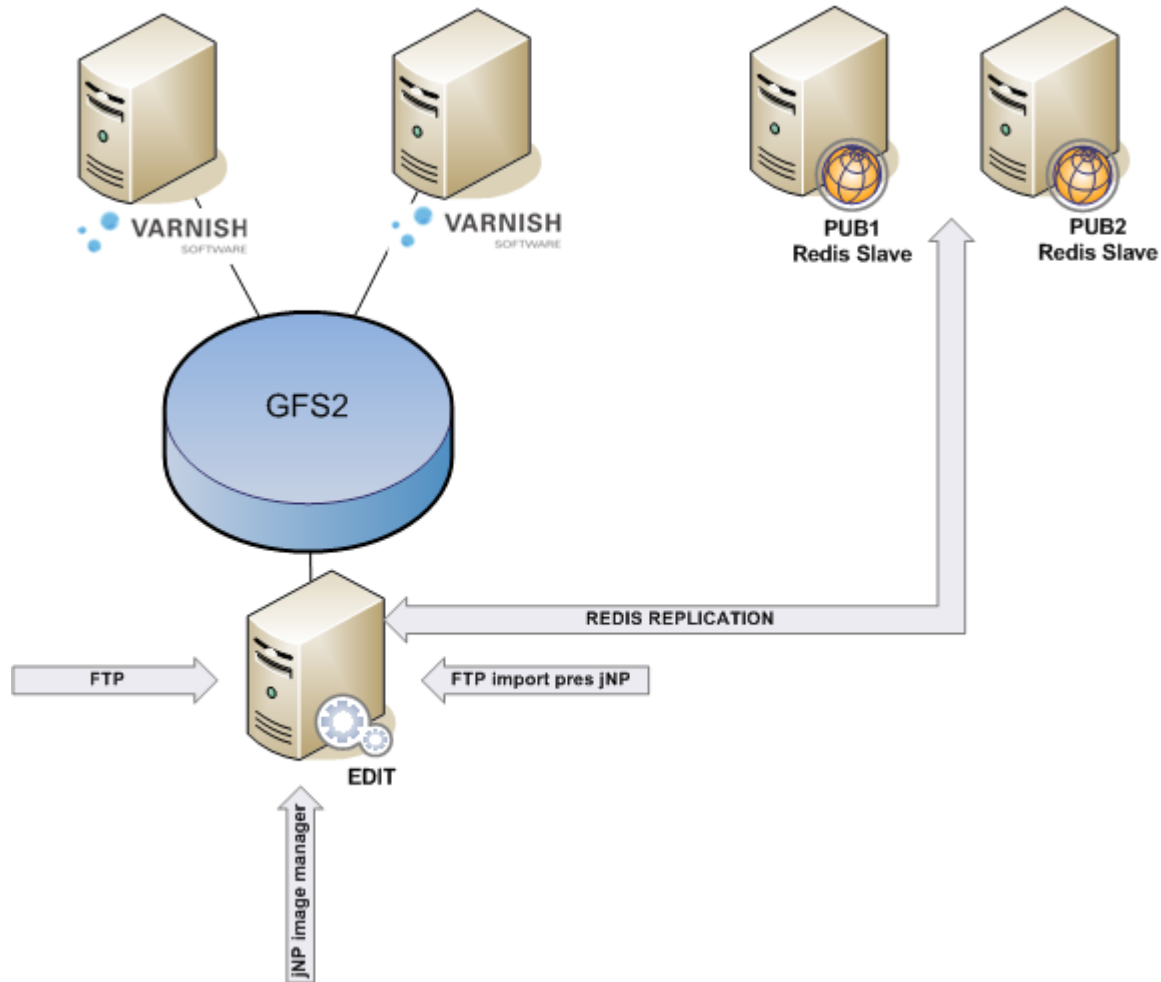 VARNISH
SOFTWARE
VARNISH
SOFTWARE
PUB1
Redis Slave
PUB2
Redis Slave
GFS2
REDIS REPLICATION
FTP
FTP import pres jNP
EDIT
jNP image manager